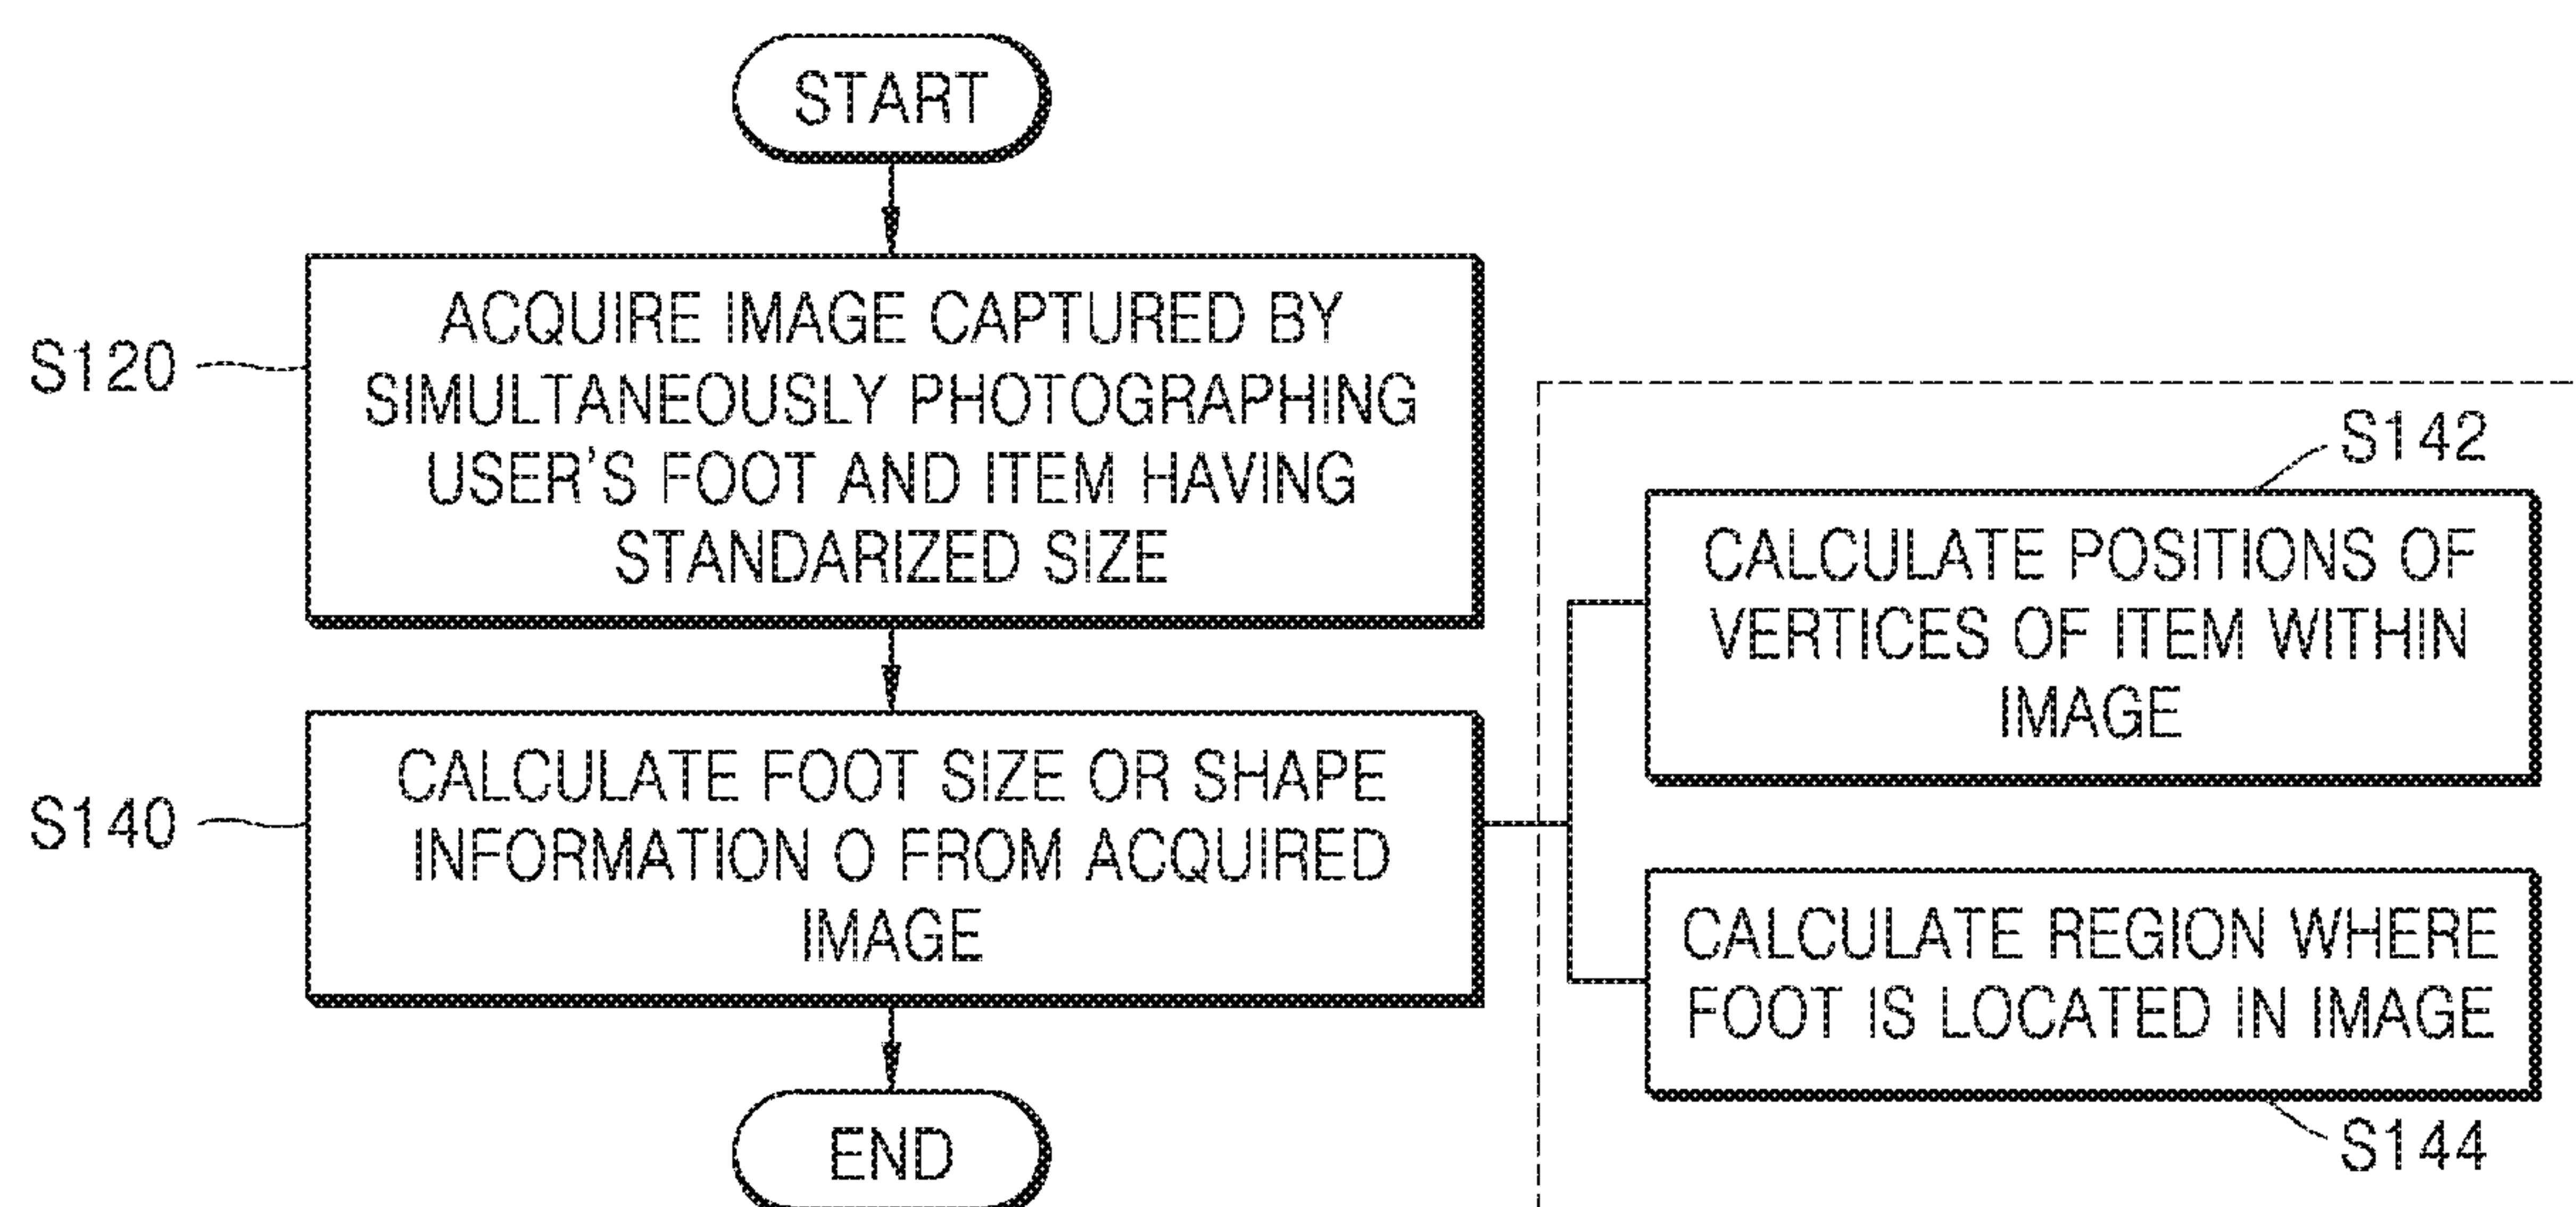 START
S120
ACQUIRE IMAGE CAPTURED BY
SIMULTANEOUSLY PHOTOGRAPHING
USER'S FOOT AND ITEM HAVING
STANDARIZED SIZE
S140
CALCULATE FOOT SIZE OR SHAPE
INFORMATION O FROM ACQUIRED
IMAGE
END
S142
CALCULATE POSITIONS OF
VERTICES OF ITEM WITHIN
IMAGE
CALCULATE REGION WHERE
FOOT IS LOCATED IN IMAGE
S144